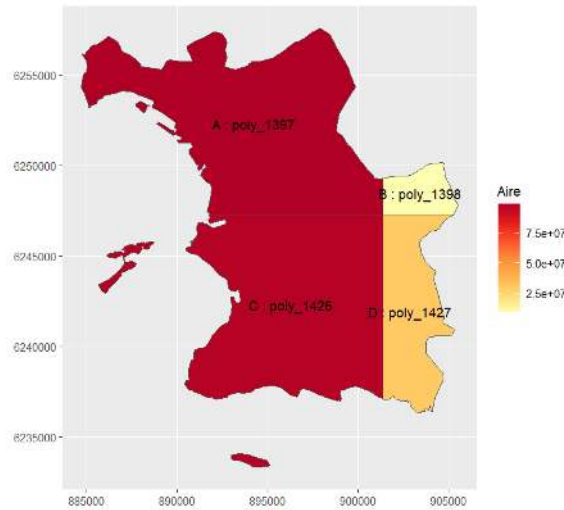 6255000
6250000
6245000
6240000
6235000
A : poly_1397
B : poly_1398
C : poly_1426
D : poly_1427
885000 890000 895000 900000 905000
Aire
7.5e+07
5.0e+07
2.5e+07